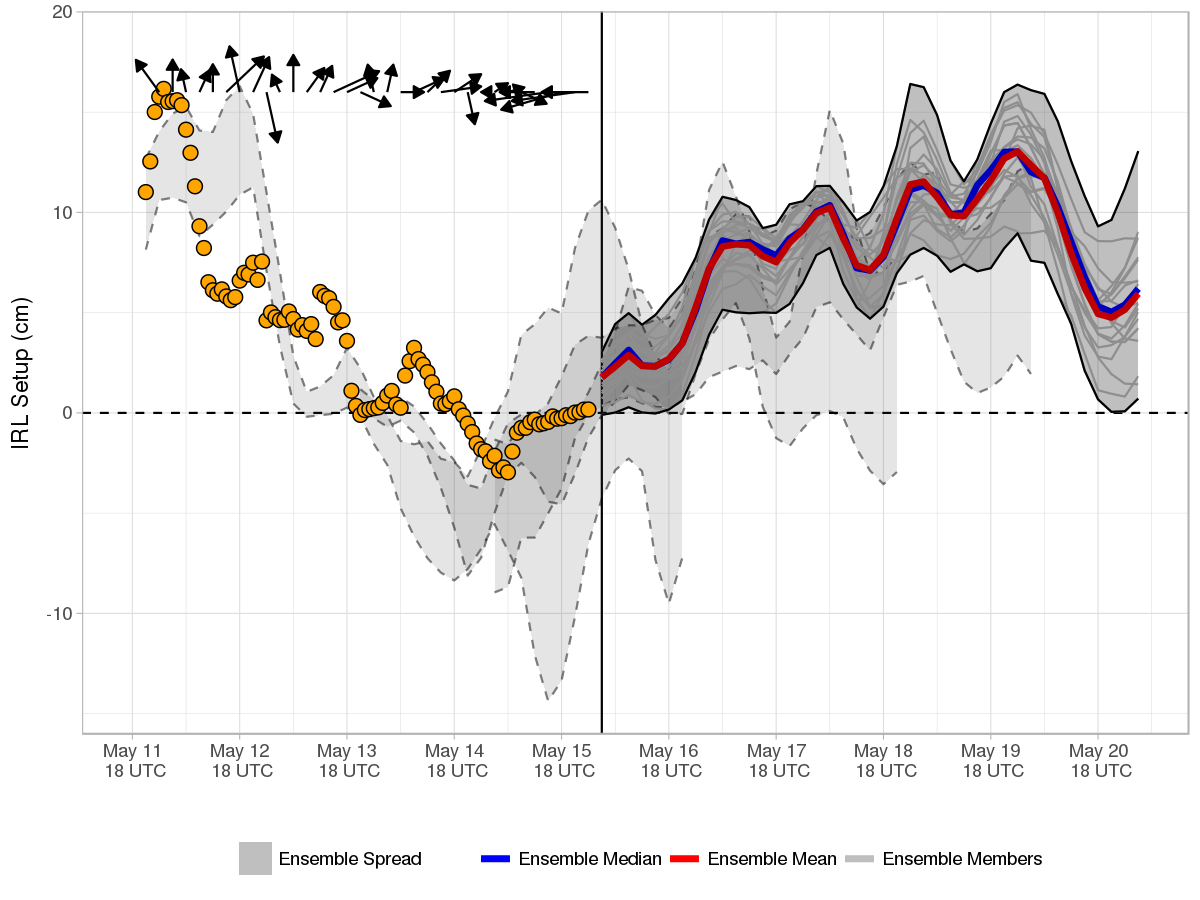 20
10
0
-10
IRL Setup (cm)
May 11 May 12 May 13 May 14 May 15 May 16 May 17 May 18 May 19 May 20
18 UTC 18 UTC 18 UTC 18 UTC 18 UTC 18 UTC 18 UTC 18 UTC 18 UTC 18 UTC
Ensemble Spread Ensemble Median Ensemble Mean Ensemble Members